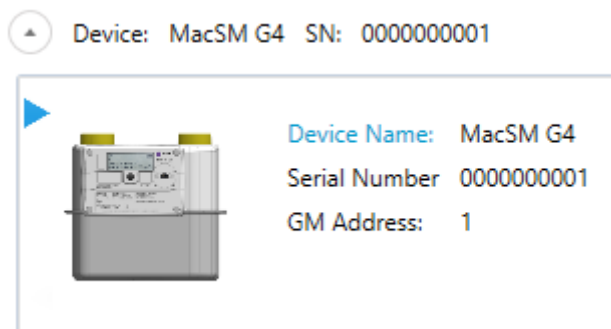 Device: MacSM G4 SN: 0000000001
Device Name: MacSM G4
Serial Number 0000000001
GM Address: 1